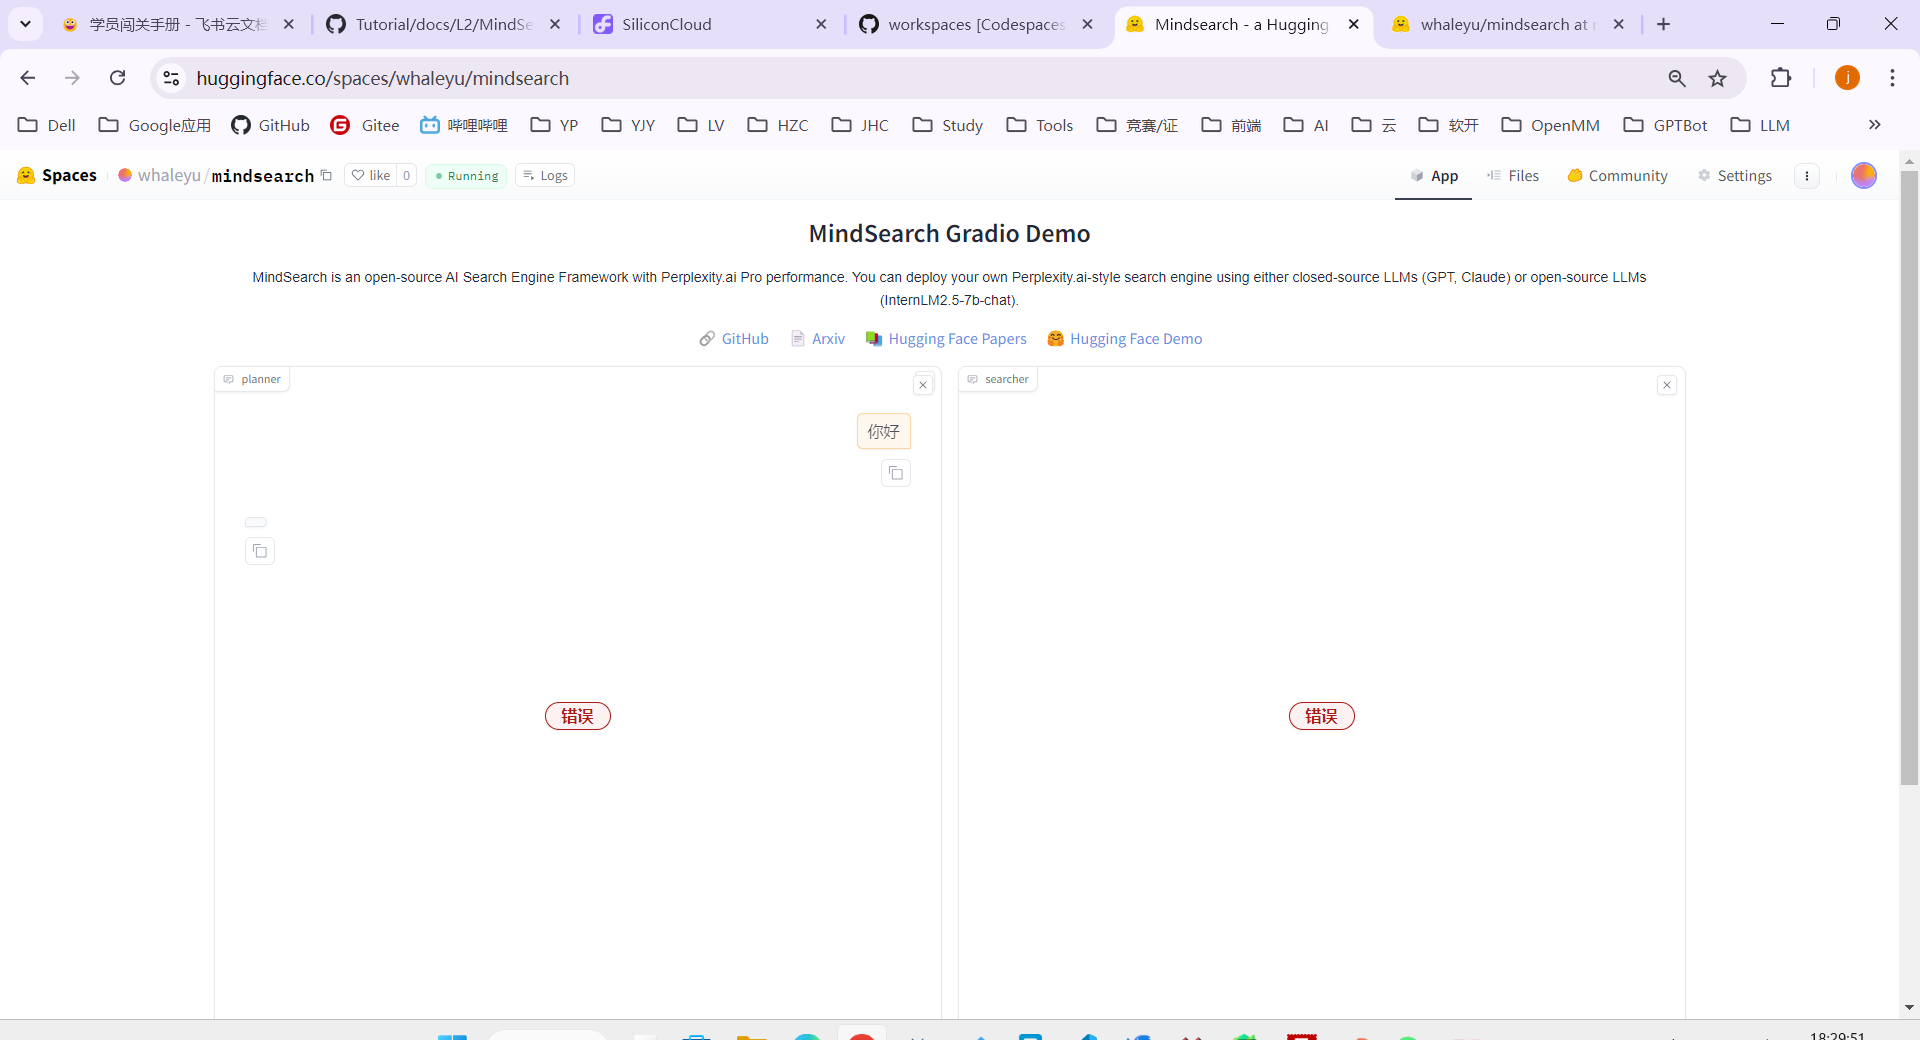 学员闯关手册 - 飞书云文档
Tutorial/docs/L2/MindSe
SiliconCloud
workspaces [Codespaces
Mindsearch - a Hugging
whaleyu/mindsearch at
huggingface.co/spaces/whaleyu/mindsearch
j
Dell
Google应用
GitHub
Gitee
哔哩哔哩
YP
YJY
LV
HZC
JHC
Study
Tools
竞赛/证
前端
AI
云
软开
OpenMM
GPTBot
LLM
Spaces
whaleyu/mindsearch
like
0
Running
Logs
App
Files
Community
Settings
MindSearch Gradio Demo
MindSearch is an open-source AI Search Engine Framework with Perplexity.ai Pro performance. You can deploy your own Perplexity.ai-style search engine using either closed-source LLMs (GPT, Claude) or open-source LLMs
(InternLM2.5-7b-chat).
GitHub
Arxiv
Hugging Face Papers
Hugging Face Demo
planner
searcher
你好
错误
错误
18:29:51